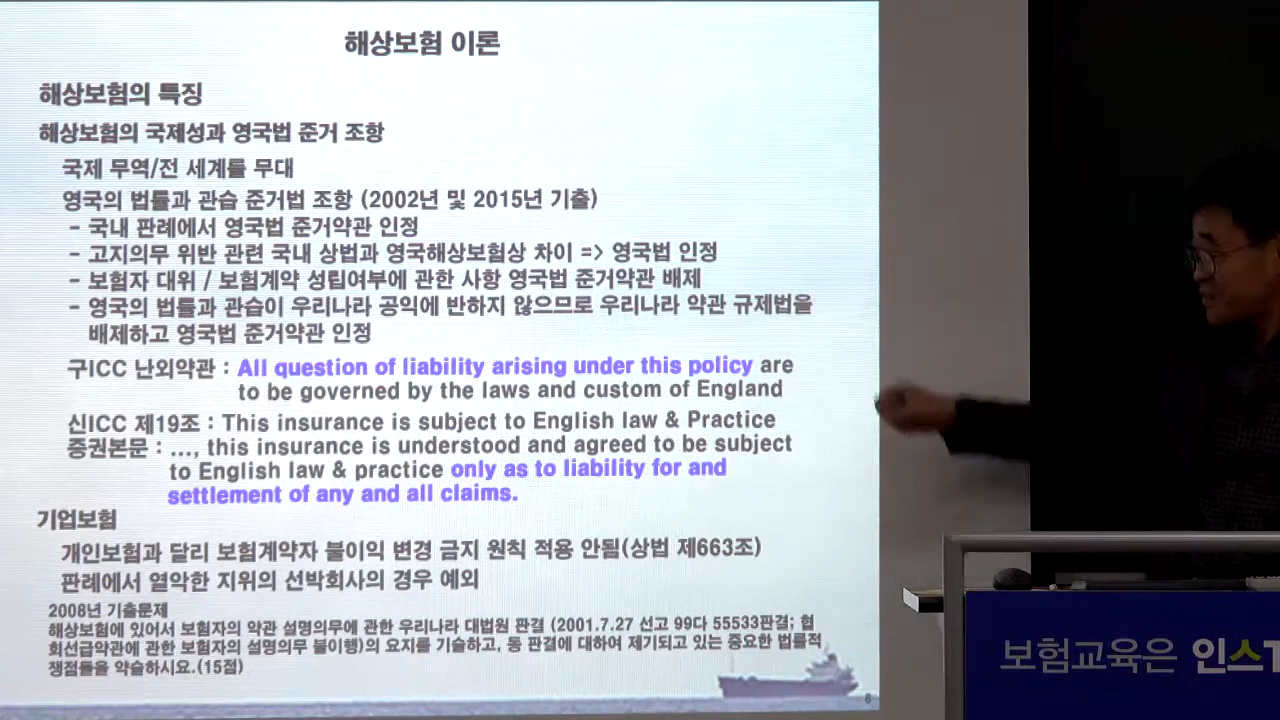 해상보험 이론
해상보험의 특징
해상보험의 국제성과 영국법 준거 조항
국제 무역/전 세계를 무대
영국의 법률과 관습 준거법 조항 (2002년 및 2015년 기출)
- 국내 판례에서 영국법 준거약관 인정
- 고지의무 위반 관련 국내 상법과 영국해상보험상 차이 => 영국법 인정
- 보험자 대위 / 보험계약 성립여부에 관한 사항 영국법 준거약관 배제
- 영국의 법률과 관습이 우리나라 공익에 반하지 않으므로 우리나라 약관 규제법을
배제하고 영국법 준거약관 인정
구ICC 난외약관 : All question of liability arising under this policy are
to be governed by the laws and custom of England
신ICC 제19조 : This insurance is subject to English law & Practice
증권본문 : ..., this insurance is understood and agreed to be subject
to English law & practice only as to liability for and
settlement of any and all claims.
기업보험
개인보험과 달리 보험계약자 불이익 변경 금지 원칙 적용 안됨(상법 제663조)
판례에서 열악한 지위의 선박회사의 경우 예외
2008년 기출문제
해상보험에 있어서 보험자의 약관 설명의무에 관한 우리나라 대법원 판결 (2001.7.27 선고 99다 55533판결; 협
회선급약관에 관한 보험자의 설명의무 불이행)의 요지를 기술하고, 동 판결에 대하여 제기되고 있는 중요한 법률적
쟁점들을 약술하시요.(15점)
6
보험교육은 인스